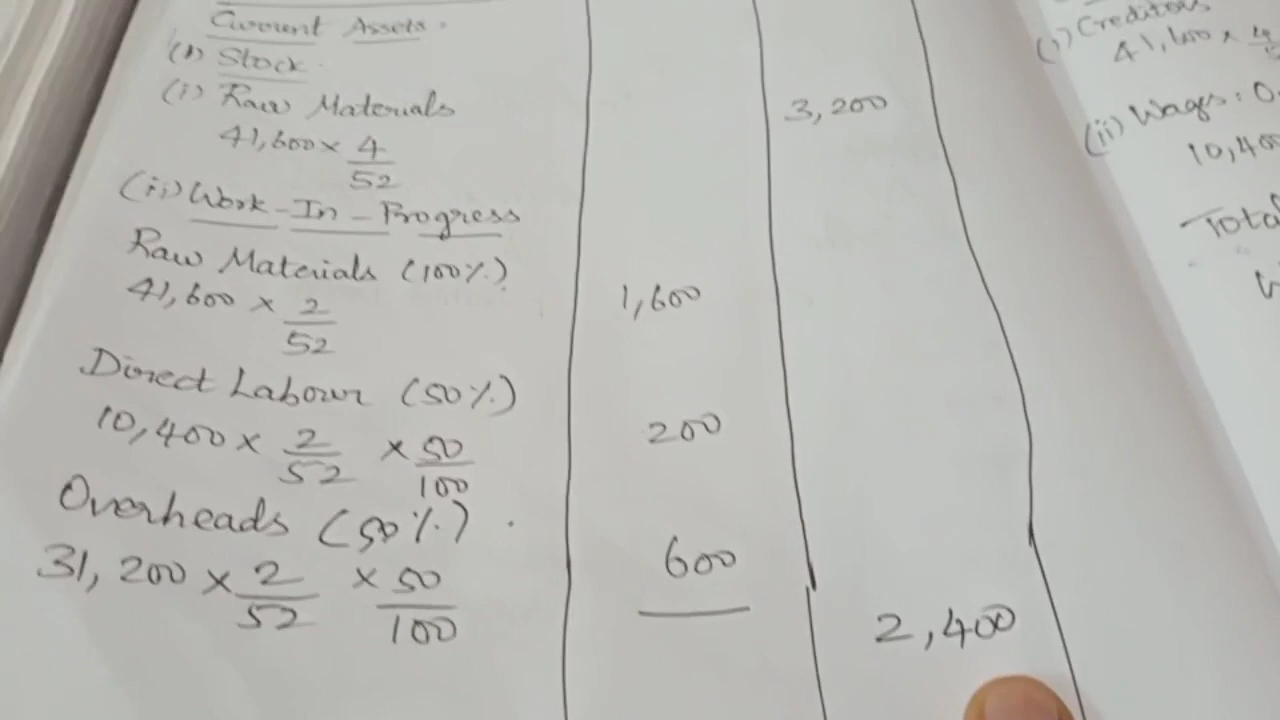 Current Assets.
(1) Stock.
(i) Raw Materials
3,200
41,600 × 4/52
(ii) Work-In-Progress
Raw Materials (100%)
41,600 × 2/52
1,600
Direct Labour (50%)
10,400 × 2/52 × 50/100
200
Overheads (50%).
31,200 × 2/52 × 50/100
600
2,400
(i) Creditors
41,600 × 4
(ii) Wages:
10,400
Total